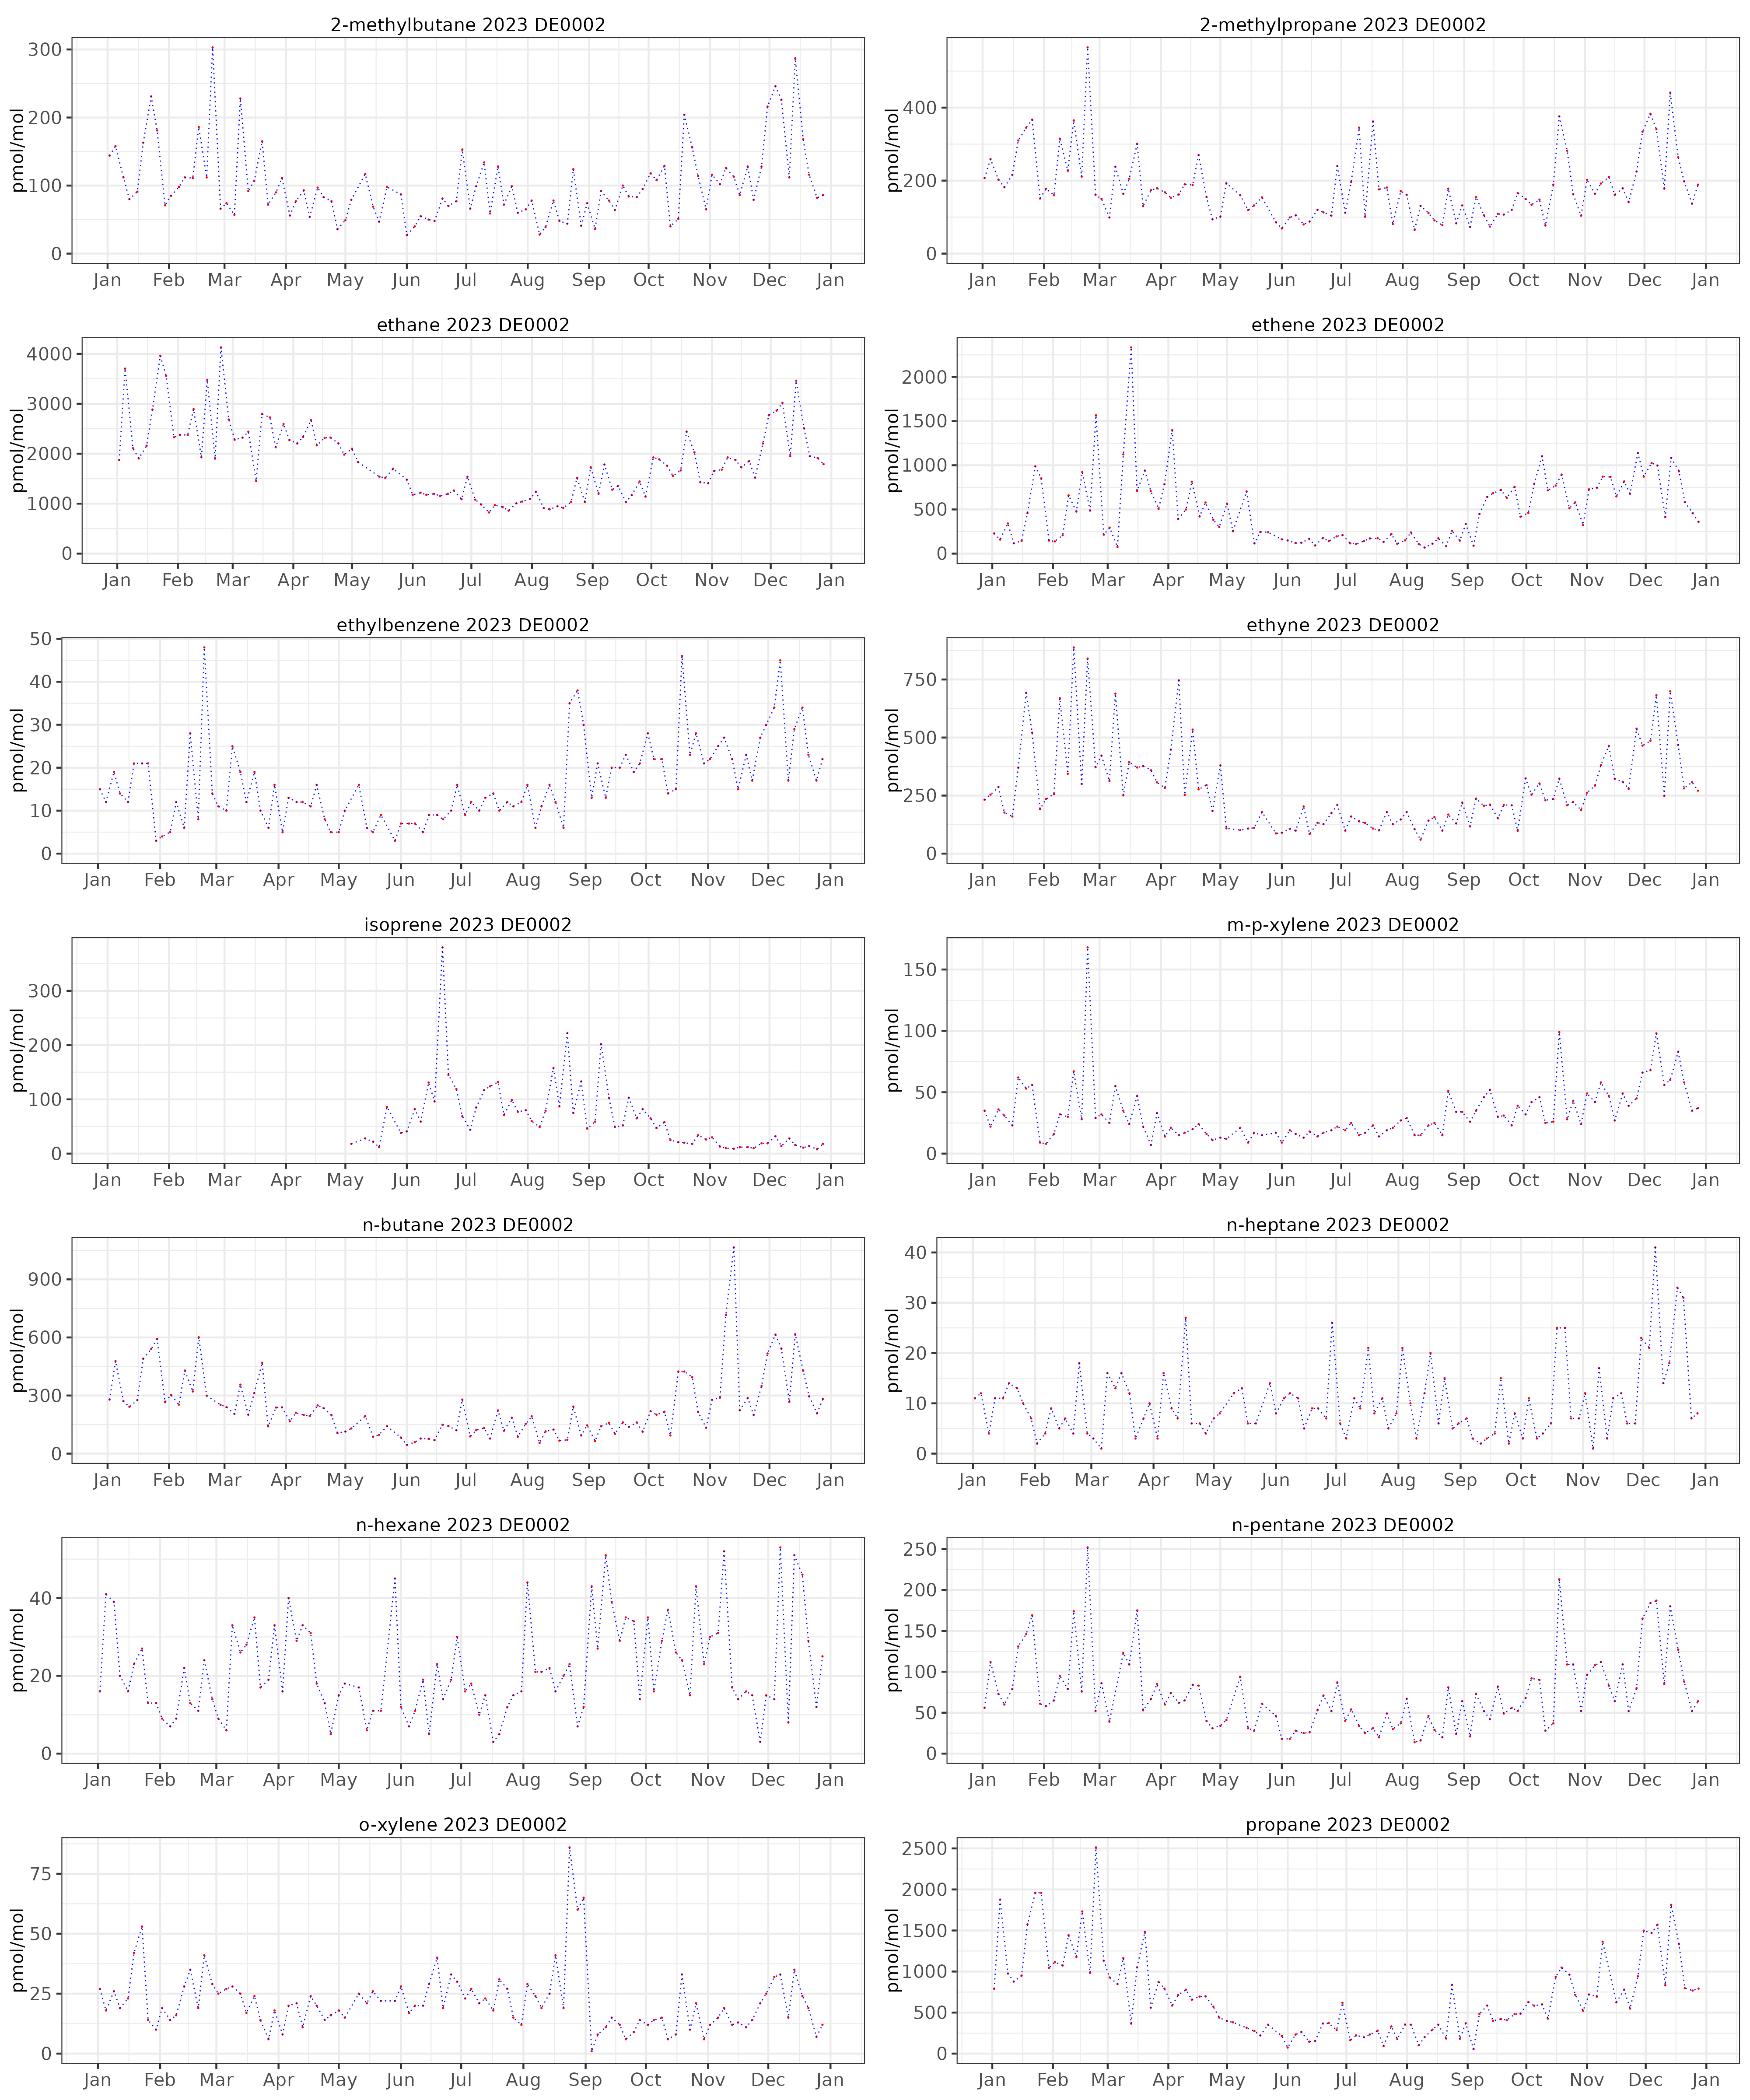 2-methylbutane 2023 DE0002
pmol/mol
300
200
100
0
Jan Feb Mar Apr May Jun Jul Aug Sep Oct Nov Dec Jan
2-methylpropane 2023 DE0002
pmol/mol
400
200
0
Jan Feb Mar Apr May Jun Jul Aug Sep Oct Nov Dec Jan
ethane 2023 DE0002
pmol/mol
4000
3000
2000
1000
0
Jan Feb Mar Apr May Jun Jul Aug Sep Oct Nov Dec Jan
ethene 2023 DE0002
pmol/mol
2000
1500
1000
500
0
Jan Feb Mar Apr May Jun Jul Aug Sep Oct Nov Dec Jan
ethylbenzene 2023 DE0002
pmol/mol
50
40
30
20
10
0
Jan Feb Mar Apr May Jun Jul Aug Sep Oct Nov Dec Jan
ethyne 2023 DE0002
pmol/mol
750
500
250
0
Jan Feb Mar Apr May Jun Jul Aug Sep Oct Nov Dec Jan
isoprene 2023 DE0002
pmol/mol
300
200
100
0
Jan Feb Mar Apr May Jun Jul Aug Sep Oct Nov Dec Jan
m-p-xylene 2023 DE0002
pmol/mol
150
100
50
0
Jan Feb Mar Apr May Jun Jul Aug Sep Oct Nov Dec Jan
n-butane 2023 DE0002
pmol/mol
900
600
300
0
Jan Feb Mar Apr May Jun Jul Aug Sep Oct Nov Dec Jan
n-heptane 2023 DE0002
pmol/mol
40
30
20
10
0
Jan Feb Mar Apr May Jun Jul Aug Sep Oct Nov Dec Jan
n-hexane 2023 DE0002
pmol/mol
40
20
0
Jan Feb Mar Apr May Jun Jul Aug Sep Oct Nov Dec Jan
n-pentane 2023 DE0002
pmol/mol
250
200
150
100
50
0
Jan Feb Mar Apr May Jun Jul Aug Sep Oct Nov Dec Jan
o-xylene 2023 DE0002
pmol/mol
75
50
25
0
Jan Feb Mar Apr May Jun Jul Aug Sep Oct Nov Dec Jan
propane 2023 DE0002
pmol/mol
2500
2000
1500
1000
500
0
Jan Feb Mar Apr May Jun Jul Aug Sep Oct Nov Dec Jan